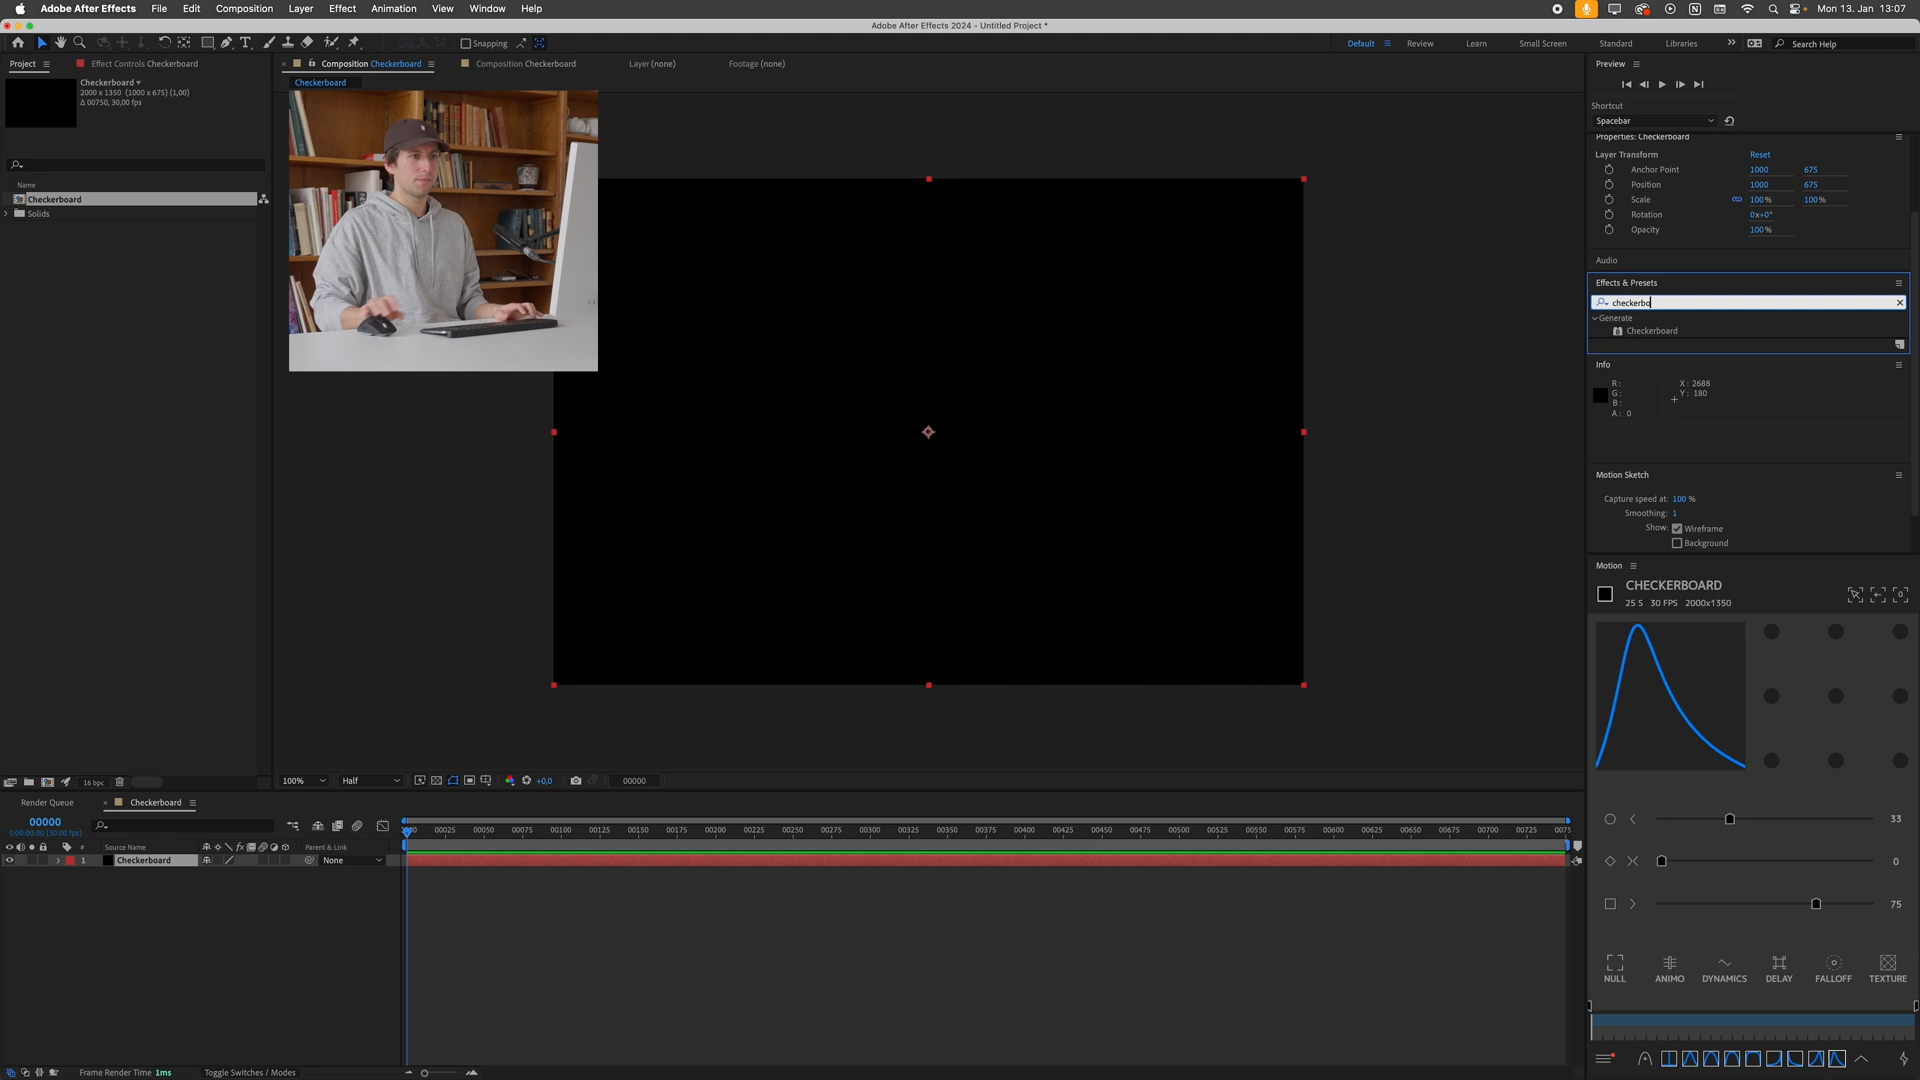 Adobe After Effects File Edit Composition Layer Effect Animation View Window Help Mon 13. Jan 13:07
Adobe After Effects 2024 - Untitled Project *
Snapping Default Review Learn Small Screen Standard Libraries Search Help
Project Effect Controls Checkerboard
Checkerboard
2000 x 1350 (1000 x 675) (1,00)
Δ 00750, 30,00 fps
Name
Checkerboard
Solids
16 bpc
Composition Checkerboard Composition Checkerboard Layer (none) Footage (none)
Checkerboard
100% Half +0,0 00000
Preview
Shortcut
Spacebar
Properties: Checkerboard
Layer Transform Reset
Anchor Point 1000 675
Position 1000 675
Scale 100% 100%
Rotation 0x+0°
Opacity 100%
Audio
Effects & Presets
checkerbo
Generate
Checkerboard
Info
R: X: 2688
G: Y: 180
B:
A: 0
Motion Sketch
Capture speed at: 100 %
Smoothing: 1
Show: Wireframe
Background
Motion
CHECKERBOARD
25 S 30 FPS 2000x1350
33
0
75
NULL ANIMO DYNAMICS DELAY FALLOFF TEXTURE
Render Queue Checkerboard
00000
0:00:00:00 (30.00 fps)
00025 00050 00075 00100 00125 00150 00175 00200 00225 00250 00275 00300 00325 00350 00375 00400 00425 00450 00475 00500 00525 00550 00575 00600 00625 00650 00675 00700 00725
# Source Name Parent & Link
1 Checkerboard None
Frame Render Time 1ms Toggle Switches / Modes